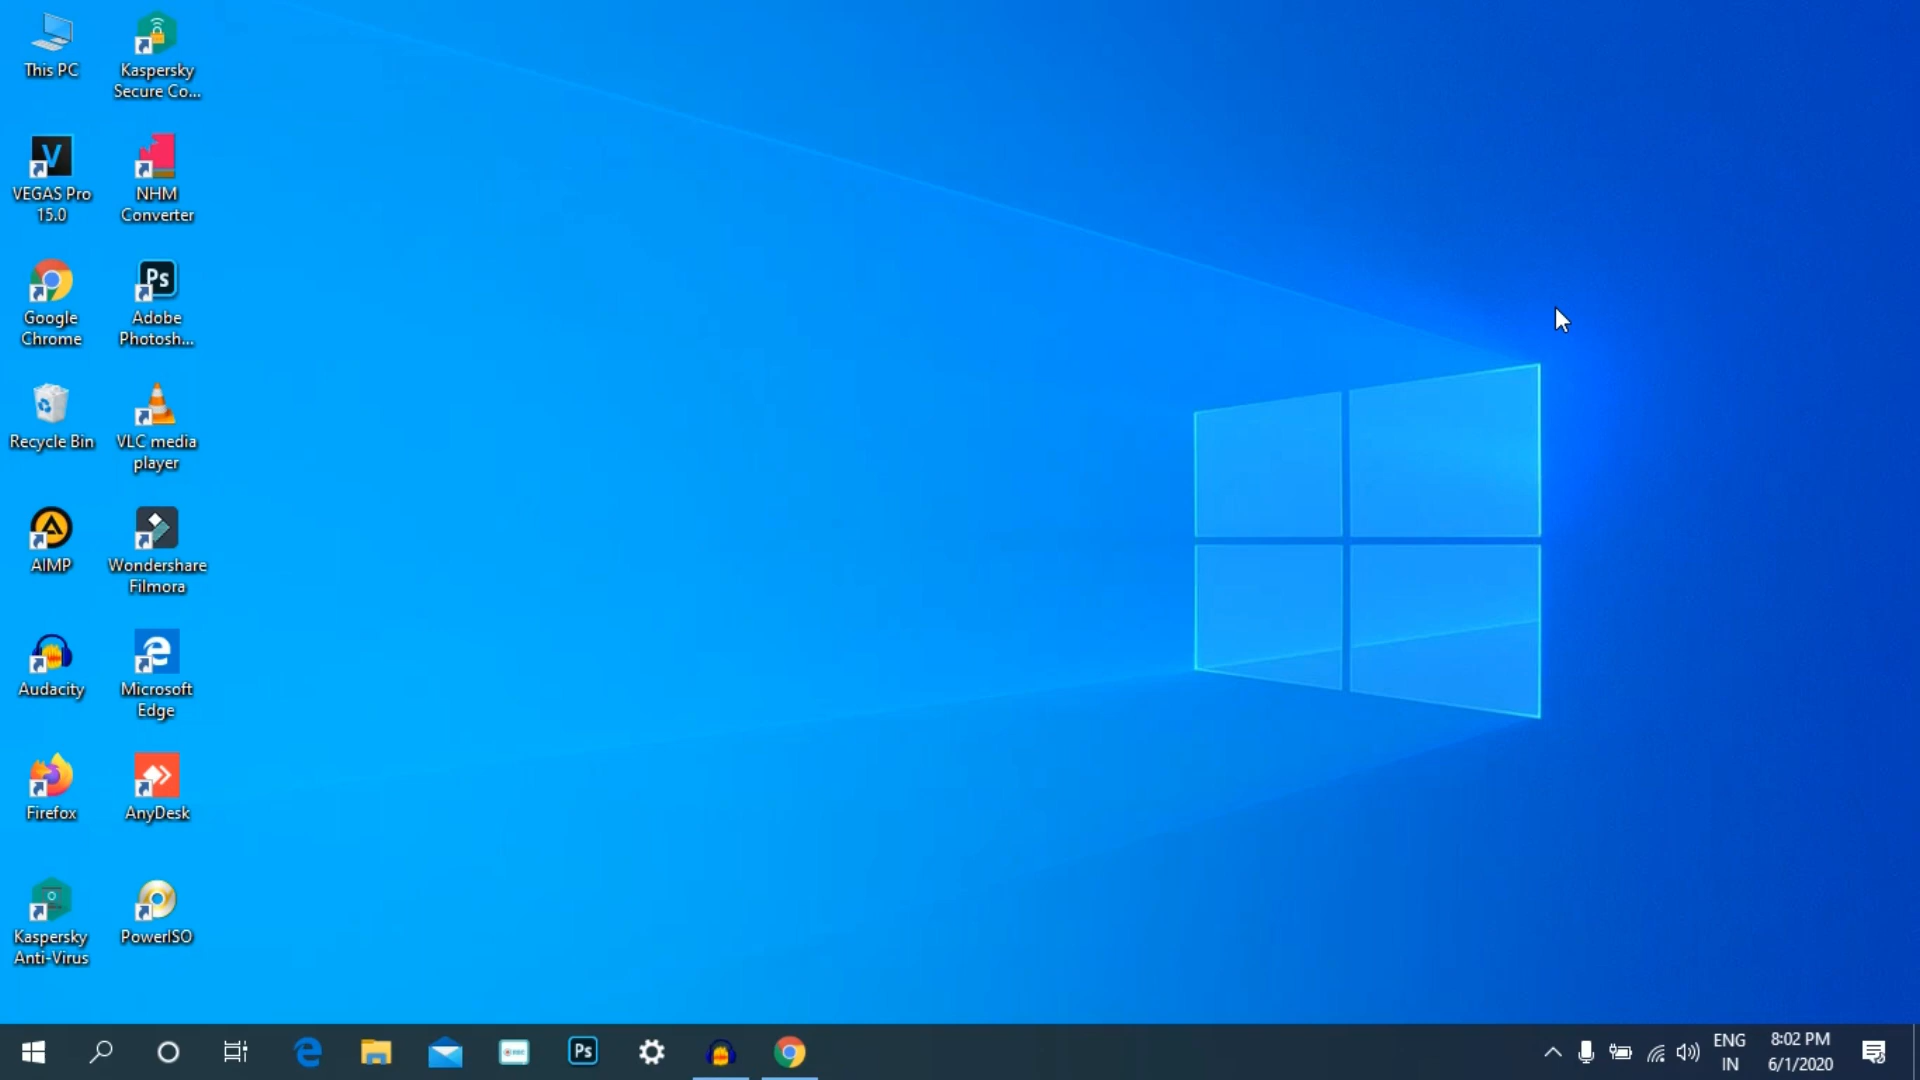 This PC
Kaspersky
Secure Co...
VEGAS Pro
15.0
NHM
Converter
Google
Chrome
Ps
Adobe
Photosh...
Recycle Bin
VLC media
player
AIMP
Wondershare
Filmora
Audacity
Microsoft
Edge
Firefox
AnyDesk
Kaspersky
Anti-Virus
PowerISO
Ps
ENG
IN
8:02 PM
6/1/2020